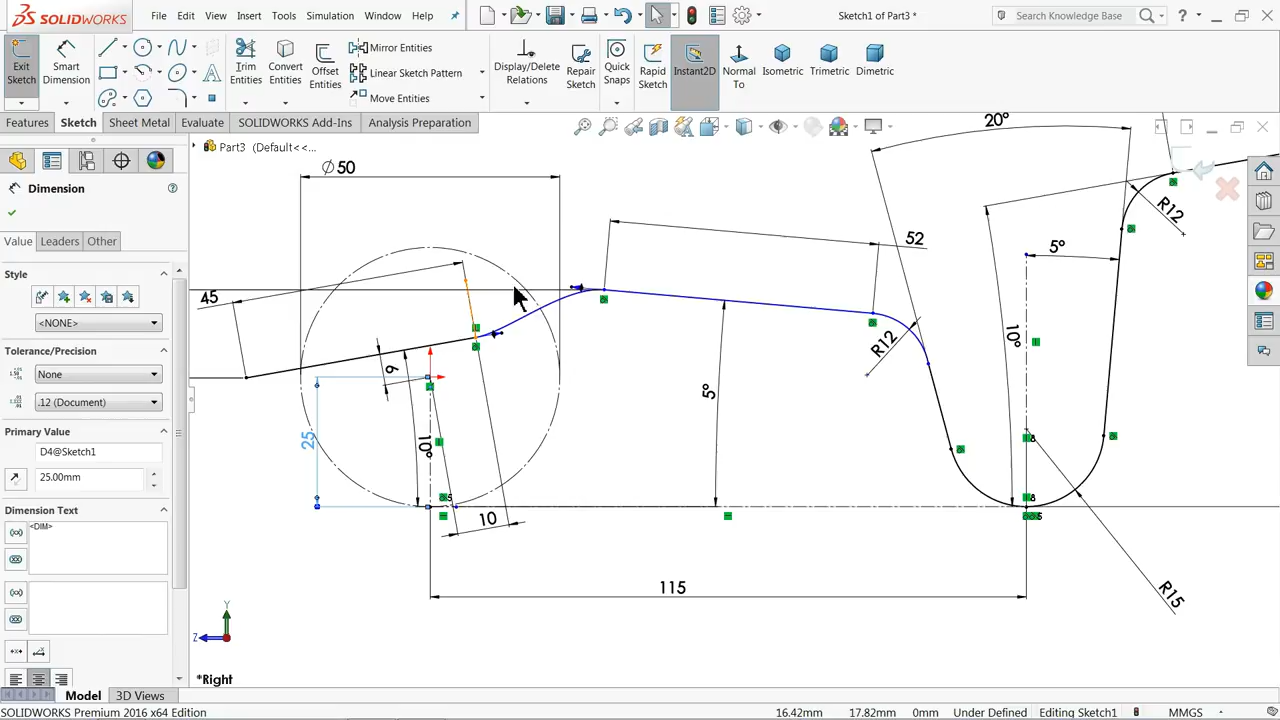 SOLIDWORKS
File Edit View Insert Tools Simulation Window Help
Sketch1 of Part3 *
Search Knowledge Base
Exit Sketch
Smart Dimension
Trim Entities
Convert Entities
Offset Entities
Mirror Entities
Linear Sketch Pattern
Move Entities
Display/Delete Relations
Repair Sketch
Quick Snaps
Rapid Sketch
Instant2D
Normal To
Isometric
Trimetric
Dimetric
Features Sketch Sheet Metal Evaluate SOLIDWORKS Add-Ins Analysis Preparation
Part3 (Default<<...
Dimension
Value Leaders Other
Style
<NONE>
Tolerance/Precision
None
.12 (Document)
Primary Value
D4@Sketch1
25.00mm
Dimension Text
<DIM>
20°
∅50
R12
52
5°
45
10°
R12
9
5°
25
10°
10
115
R15
Y
Z
*Right
Model 3D Views
SOLIDWORKS Premium 2016 x64 Edition 16.42mm 17.82mm 0mm Under Defined Editing Sketch1 MMGS